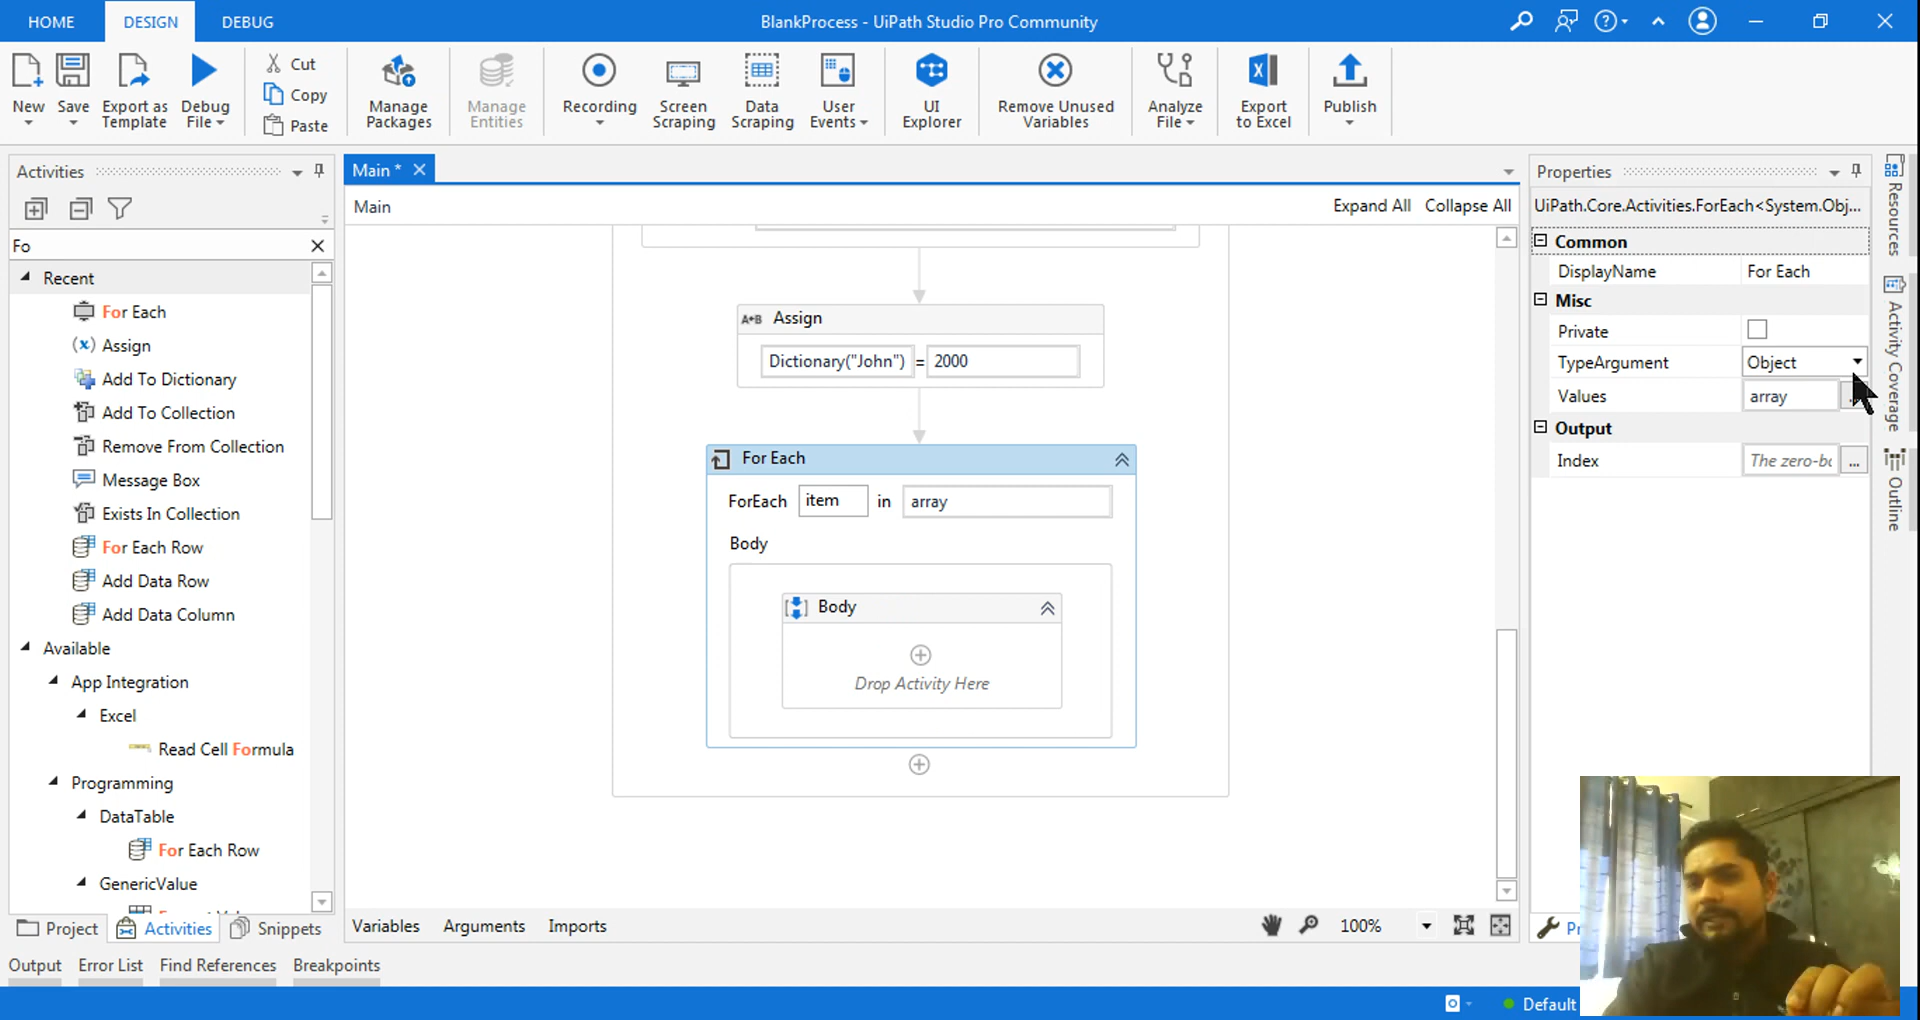 HOME DESIGN DEBUG
BlankProcess - UiPath Studio Pro Community
New
Save
Export as
Template
Debug
File
Cut
Copy
Paste
Manage
Packages
Manage
Entities
Recording
Screen
Scraping
Data
Scraping
User
Events
UI
Explorer
Remove Unused
Variables
Analyze
File
Export
to Excel
Publish
Activities
Fo
Recent
For Each
Assign
Add To Dictionary
Add To Collection
Remove From Collection
Message Box
Exists In Collection
For Each Row
Add Data Row
Add Data Column
Available
App Integration
Excel
Read Cell Formula
Programming
DataTable
For Each Row
GenericValue
Project
Activities
Snippets
Main *
Main
Expand All Collapse All
A+B Assign
Dictionary("John") = 2000
For Each
ForEach item in array
Body
Body
Drop Activity Here
Variables Arguments Imports
100%
Properties
UiPath.Core.Activities.ForEach<System.Obj...
Common
DisplayName For Each
Misc
Private
TypeArgument Object
Values array
Output
Index The zero-ba ...
Resources
Activity Coverage
Outline
Output Error List Find References Breakpoints
Default